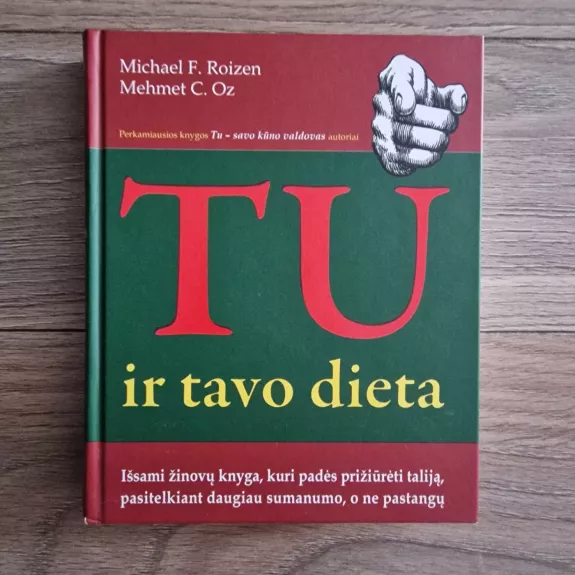 Michael F. Roizen
Mehmet C. Oz
Perkamiausios knygos Tu – savo kūno valdovas autoriai
TU
ir tavo dieta
Išsami žinovų knyga, kuri padės prižiūrėti taliją,
pasitelkiant daugiau sumanumo, o ne pastangų